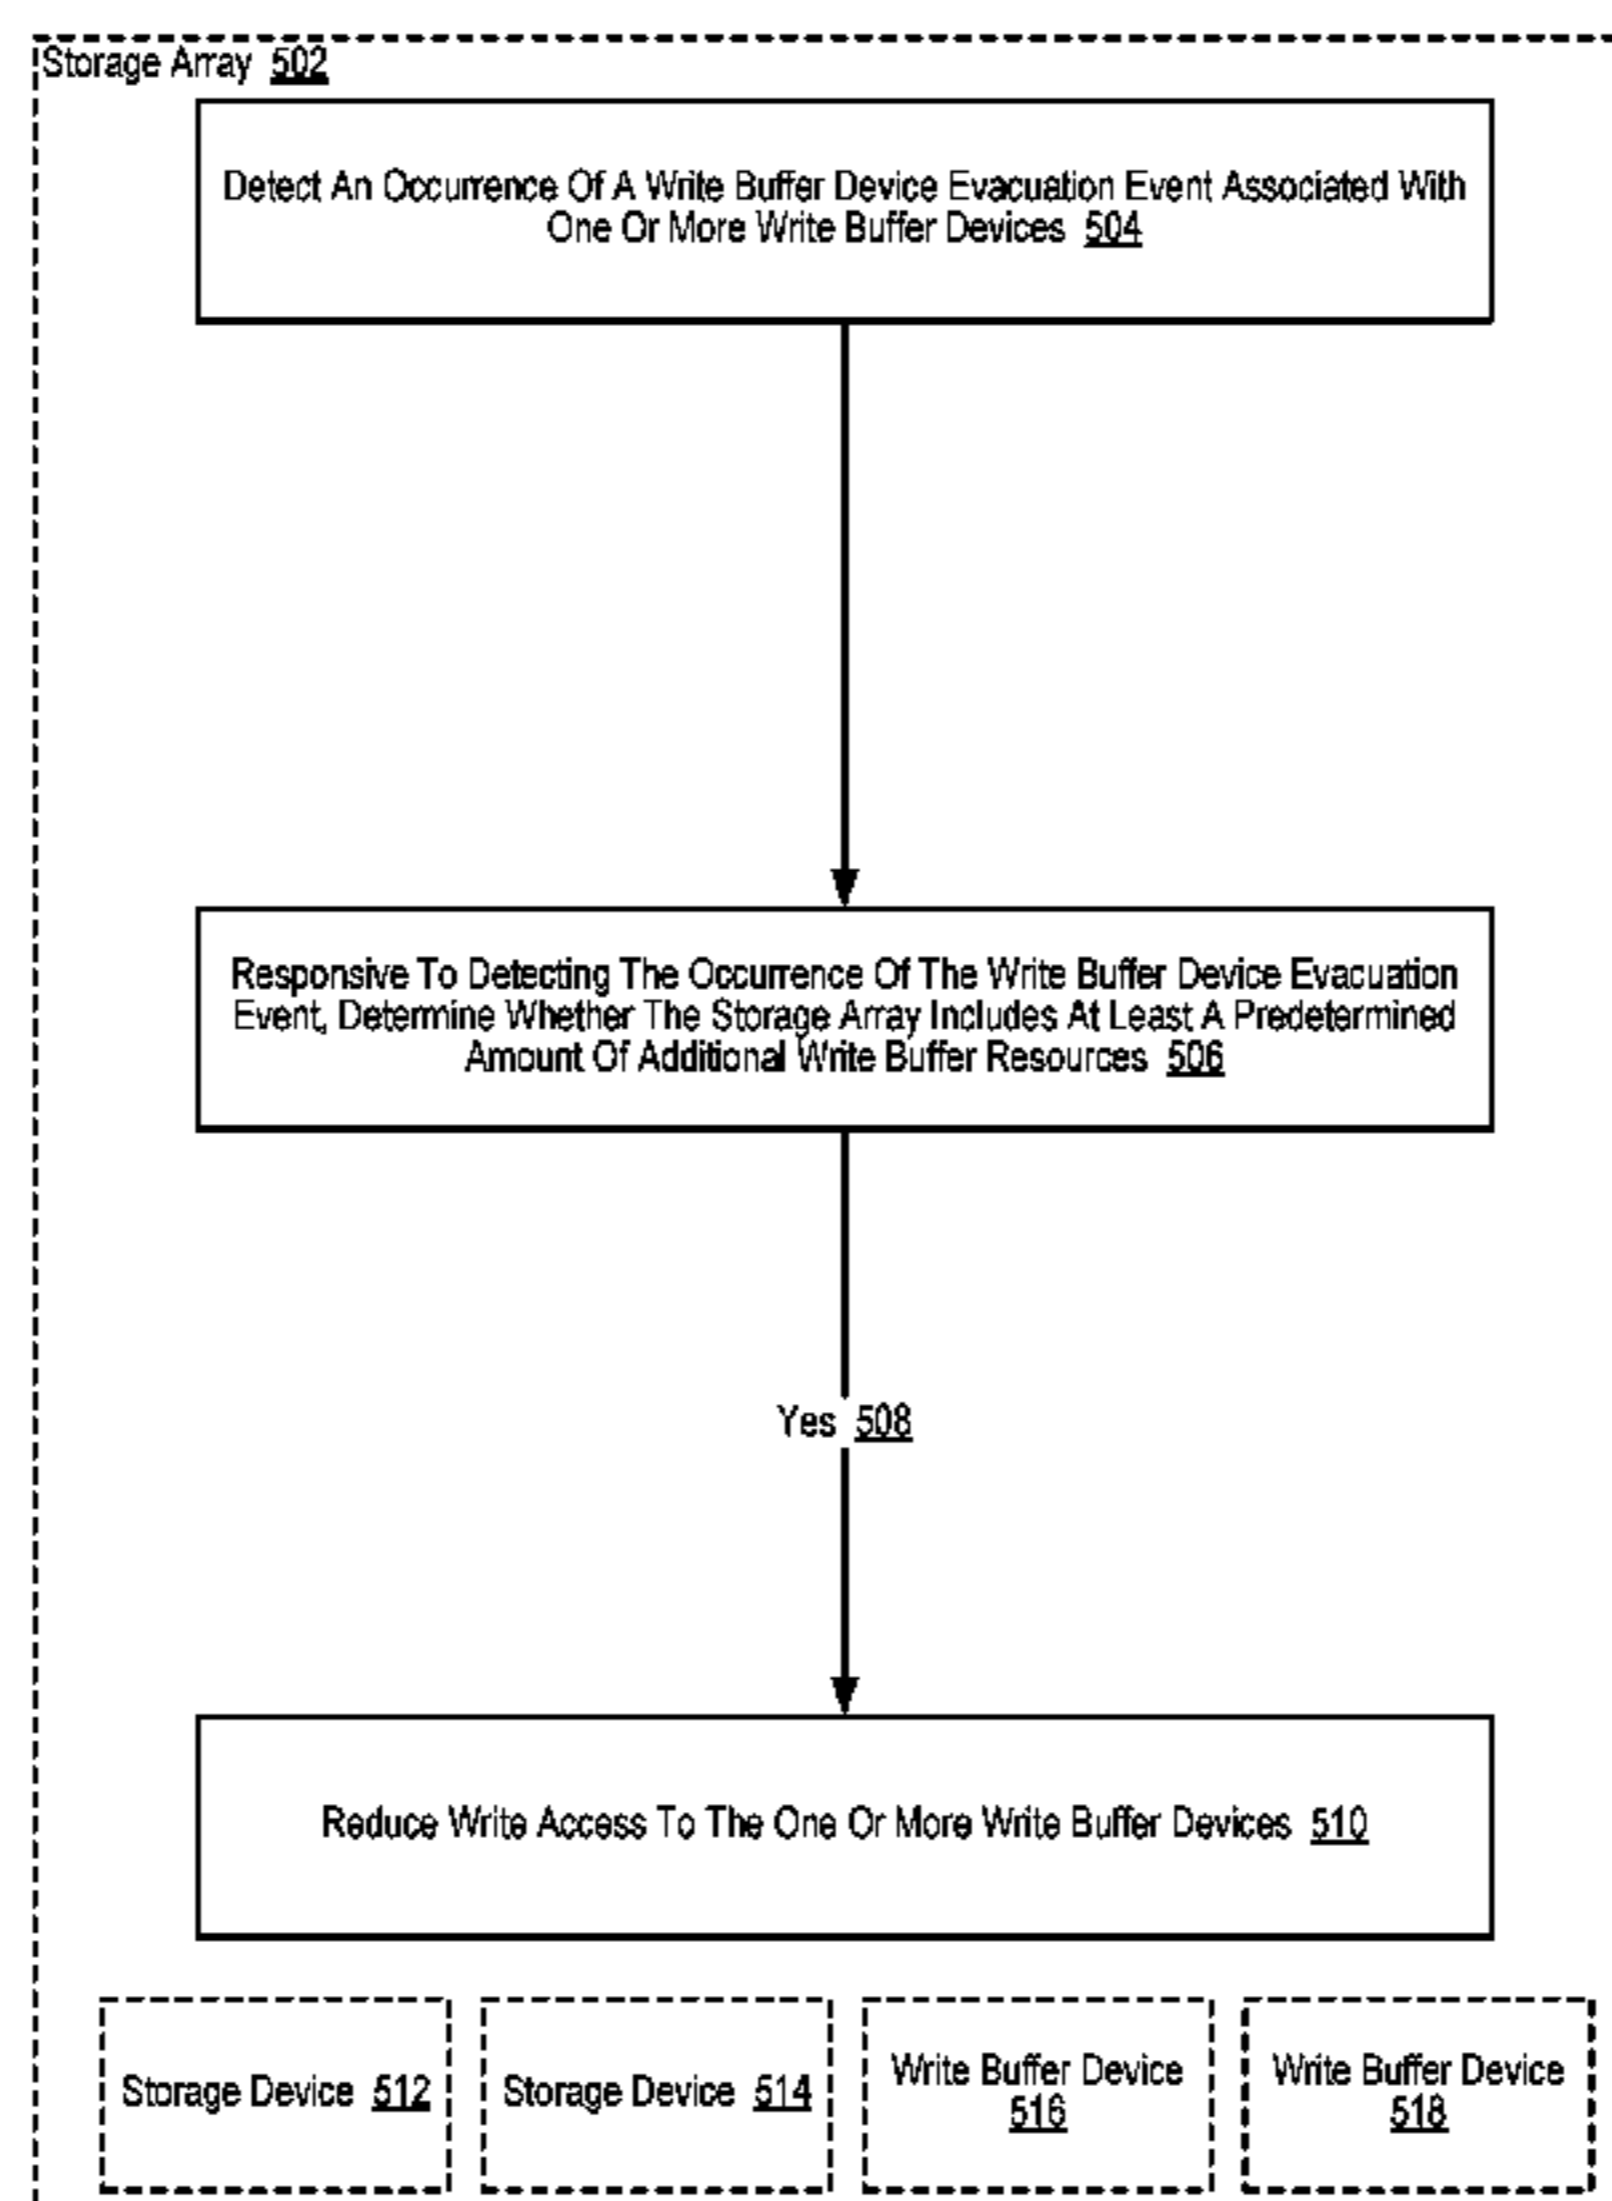 Storage Array 502
Detect An Occurrence Of A Write Buffer Device Evacuation Event Associated With
One Or More Write Buffer Devices 504
Responsive To Detecting The Occurrence Of The Write Buffer Device Evacuation
Event, Determine Whether The Storage Array Includes At Least A Predetermined
Amount Of Additional Write Buffer Resources 506
Yes 508
Reduce Write Access To The One Or More Write Buffer Devices 510
Storage Device 512
Storage Device 514
Write Buffer Device
516
Write Buffer Device
518